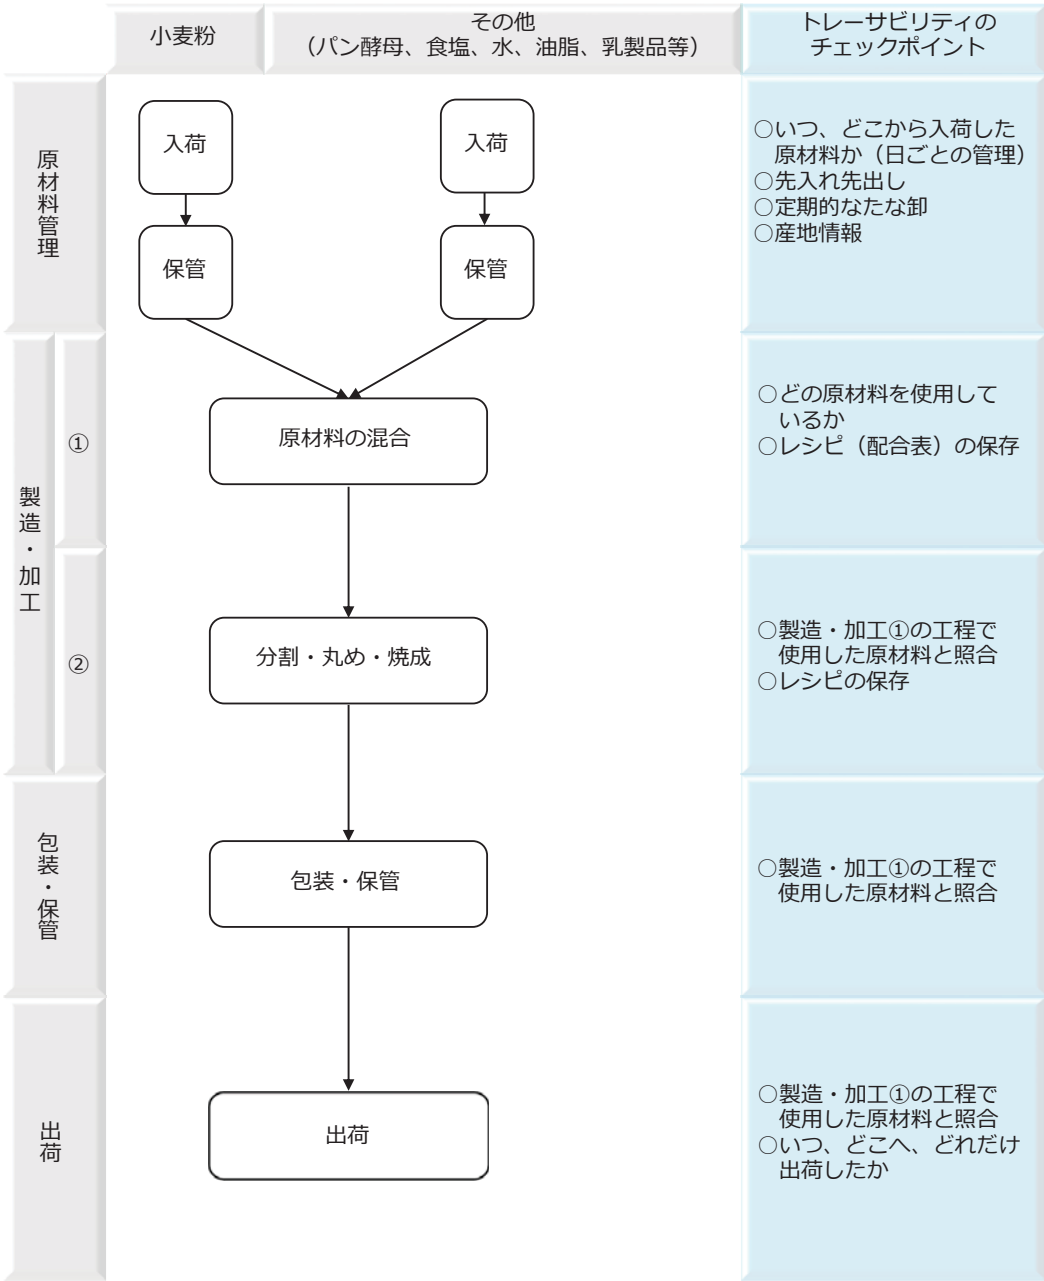 小麦粉
その他
(パン酵母、食塩、水、油脂、乳製品等)
トレーサビリティの
チェックポイント
原材料管理
入荷
入荷
保管
保管
○いつ、どこから入荷した
原材料か(日ごとの管理)
○先入れ先出し
○定期的なたな卸
○産地情報
製造・加工
①
原材料の混合
○どの原材料を使用して
いるか
○レシピ(配合表)の保存
②
分割・丸め・焼成
○製造・加工①の工程で
使用した原材料と照合
○レシピの保存
包装・保管
包装・保管
○製造・加工①の工程で
使用した原材料と照合
出荷
出荷
○製造・加工①の工程で
使用した原材料と照合
○いつ、どこへ、どれだけ
出荷したか